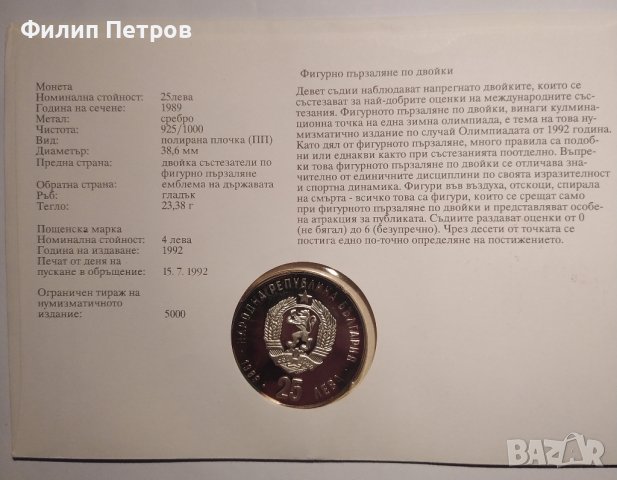 Филип Петров
Монета
Номинална стойност: 25лева
Година на сечене: 1989
Метал: сребро
Чистота: 925/1000
Вид: полирана плочка (ПП)
Диаметър: 38,6 мм
Предна страна: двойка състезатели по
фигурно пързаляне
Обратна страна: емблема на държавата
Ръб: гладък
Тегло: 23,38 г
Пощенска марка
Номинална стойност: 4 лева
Година на издаване: 1992
Печат от деня на
пускане в обръщение: 15. 7. 1992
Ограничен тираж на
нумизматичното
издание: 5000
Фигурно пързаляне по двойки
Девет съдии наблюдават напрегнато двойките, които се
състезават за най-добрите оценки на международните със-
тезания. Фигурното пързаляне по двойки, винаги кулмина-
ционна точка на една зимна олимпиада, е тема на това ну-
мизматично издание по случай Олимпиадата от 1992 година.
Като дял от фигурното пързаляне, много правила са подоб-
ни или еднакви както при състезанията поотделно. Въпре-
ки това фигурното пързаляне по двойки се отличава зна-
чително от единичните дисциплини по своята изразителност
и спортна динамика. Фигури във въздуха, отскоци, спирала
на смърта - всичко това са фигури, които се срещат само
при фигурното пързаляне по двойки и представляват особе-
на атракция за публиката. Съдиите раздават оценки от 0
(не бягал) до 6 (безупречно). Чрез десети от точката се
постига едно по-точно определяне на постижението.
НАРОДНА РЕПУБЛИКА БЪЛГАРИЯ
1989
25
ЛЕВА
BAZAR